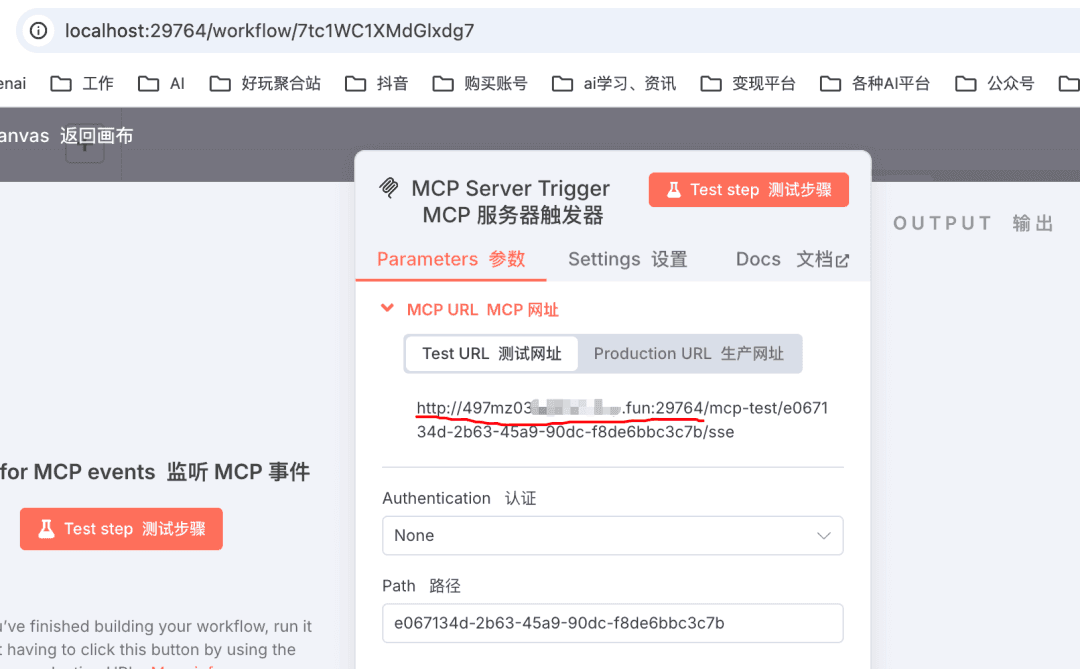 localhost:29764/workflow/7tc1WC1XMdGlxdg7
enai 工作 AI 好玩聚合站 抖音 购买账号 ai学习、资讯 变现平台 各种AI平台 公众号
anvas 返回画布
MCP Server Trigger
MCP 服务器触发器
Test step 测试步骤
OUTPUT 输出
Parameters 参数 Settings 设置 Docs 文档
MCP URL MCP 网址
Test URL 测试网址 Production URL 生产网址
http://497mz03 .fun:29764/mcp-test/e0671
34d-2b63-45a9-90dc-f8de6bbc3c7b/sse
for MCP events 监听 MCP 事件
Test step 测试步骤
Authentication 认证
None
Path 路径
e067134d-2b63-45a9-90dc-f8de6bbc3c7b
u've finished building your workflow, run it
t having to click this button by using the